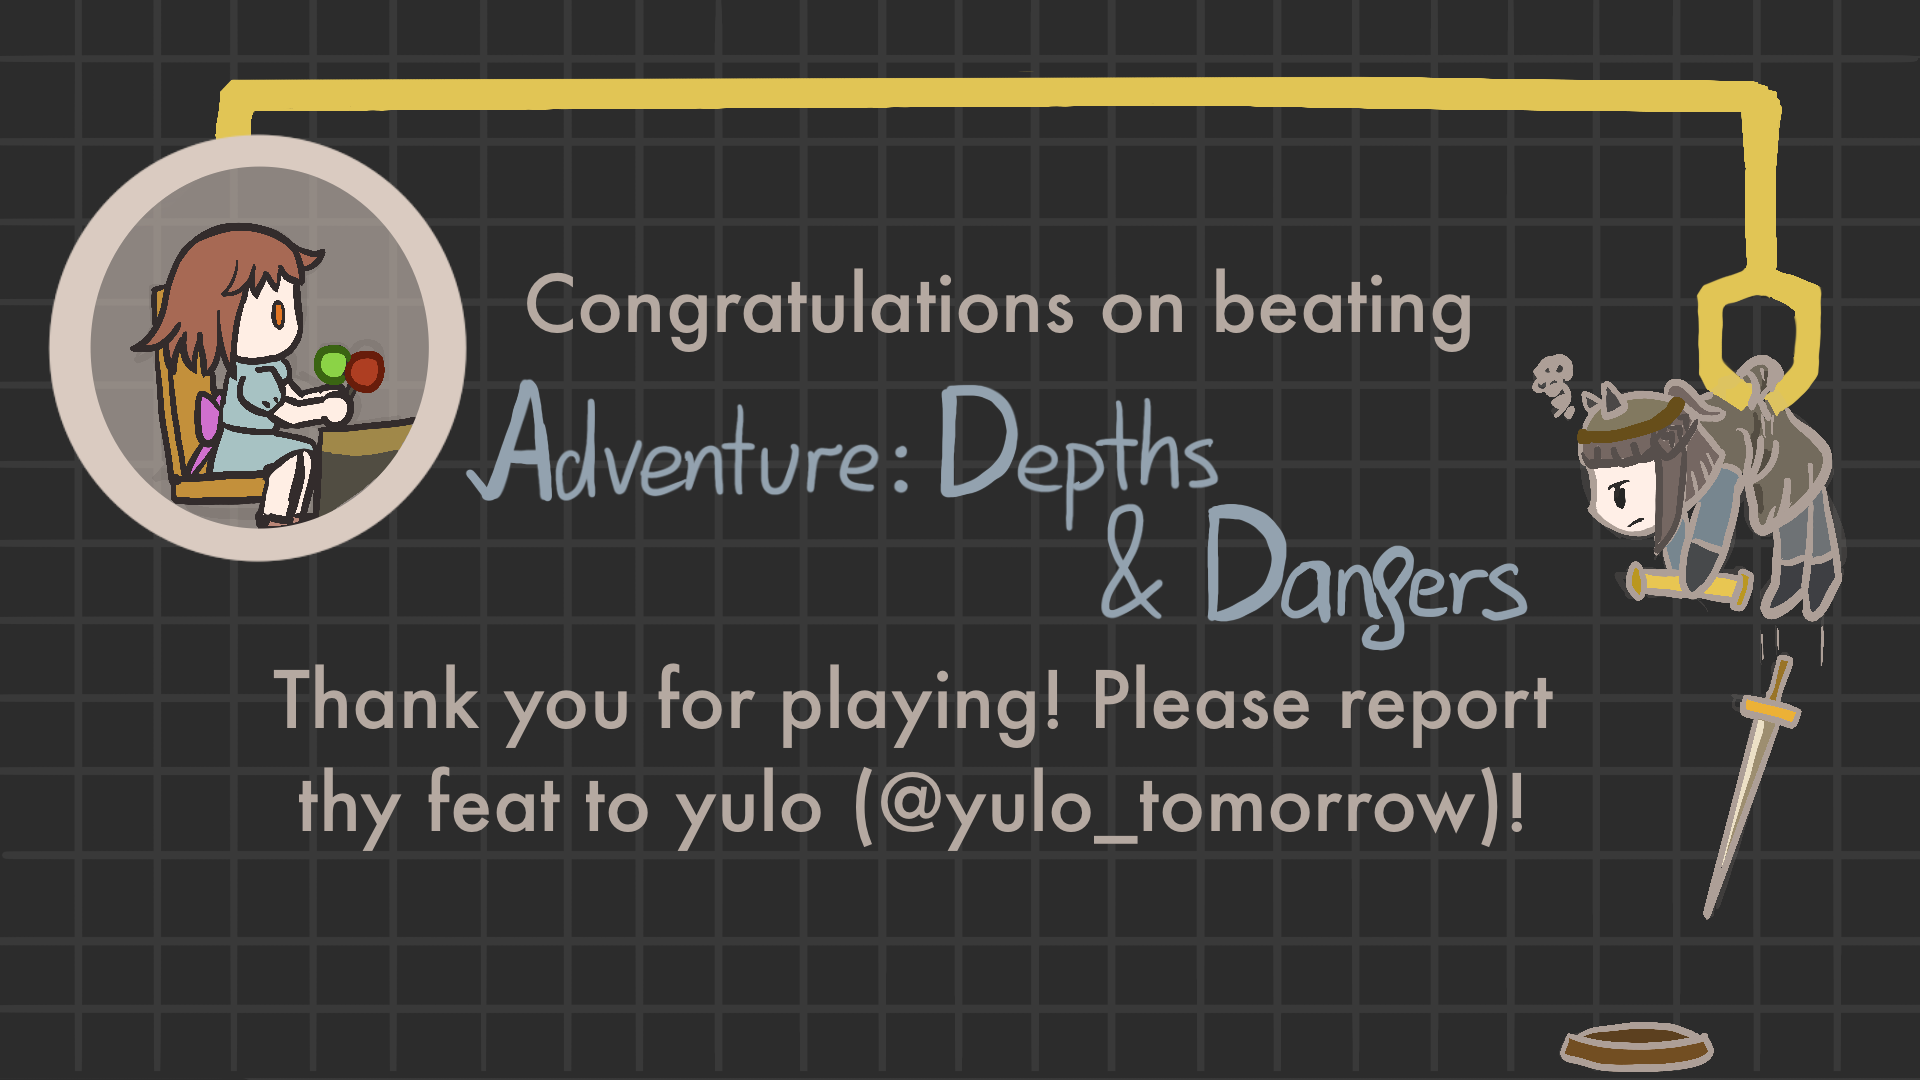 Congratulations on beating
Adventure: Depths
& Dangers
Thank you for playing! Please report
thy feat to yulo (@yulo_tomorrow)!